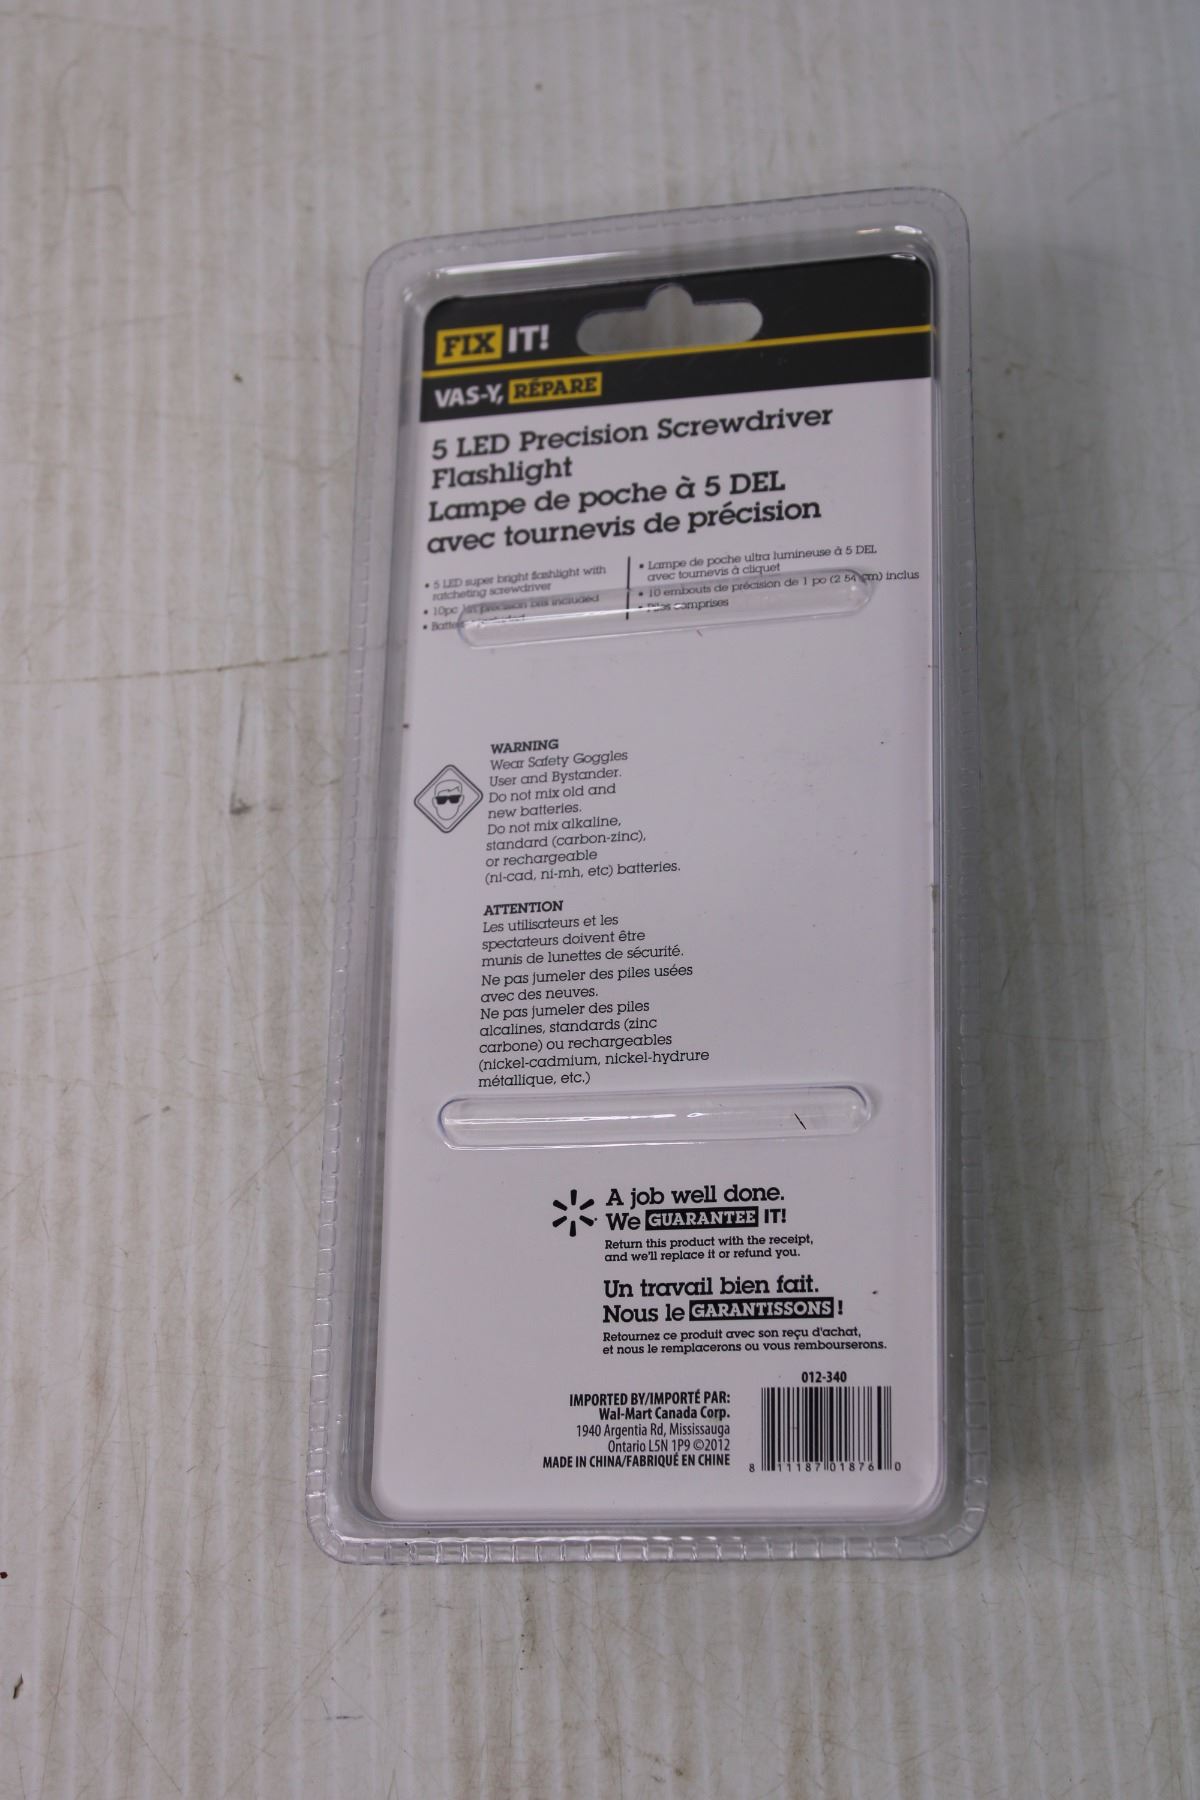 FIX IT!
VAS-Y, RÉPARE
5 LED Precision Screwdriver
Flashlight
Lampe de poche à 5 DEL
avec tournevis de précision
• 5 LED super bright flashlight with
ratcheting screwdriver
• 10pc 1in precision bits included
• Batteries included
• Lampe de poche ultra lumineuse à 5 DEL
avec tournevis à cliquet
• 10 embouts de précision de 1 po (2 54 cm) inclus
• Piles comprises
WARNING
Wear Safety Goggles
User and Bystander.
Do not mix old and
new batteries.
Do not mix alkaline,
standard (carbon-zinc),
or rechargeable
(ni-cad, ni-mh, etc) batteries.
ATTENTION
Les utilisateurs et les
spectateurs doivent être
munis de lunettes de sécurité.
Ne pas jumeler des piles usées
avec des neuves.
Ne pas jumeler des piles
alcalines, standards (zinc
carbone) ou rechargeables
(nickel-cadmium, nickel-hydrure
métallique, etc.)
A job well done.
We GUARANTEE IT!
Return this product with the receipt,
and we'll replace it or refund you.
Un travail bien fait.
Nous le GARANTISSONS !
Retournez ce produit avec son reçu d'achat,
et nous le remplacerons ou vous rembourserons.
IMPORTED BY/IMPORTÉ PAR:
Wal-Mart Canada Corp.
1940 Argentia Rd, Mississauga
Ontario L5N 1P9 ©2012
MADE IN CHINA/FABRIQUÉ EN CHINE
012-340
8 11187 01876 0